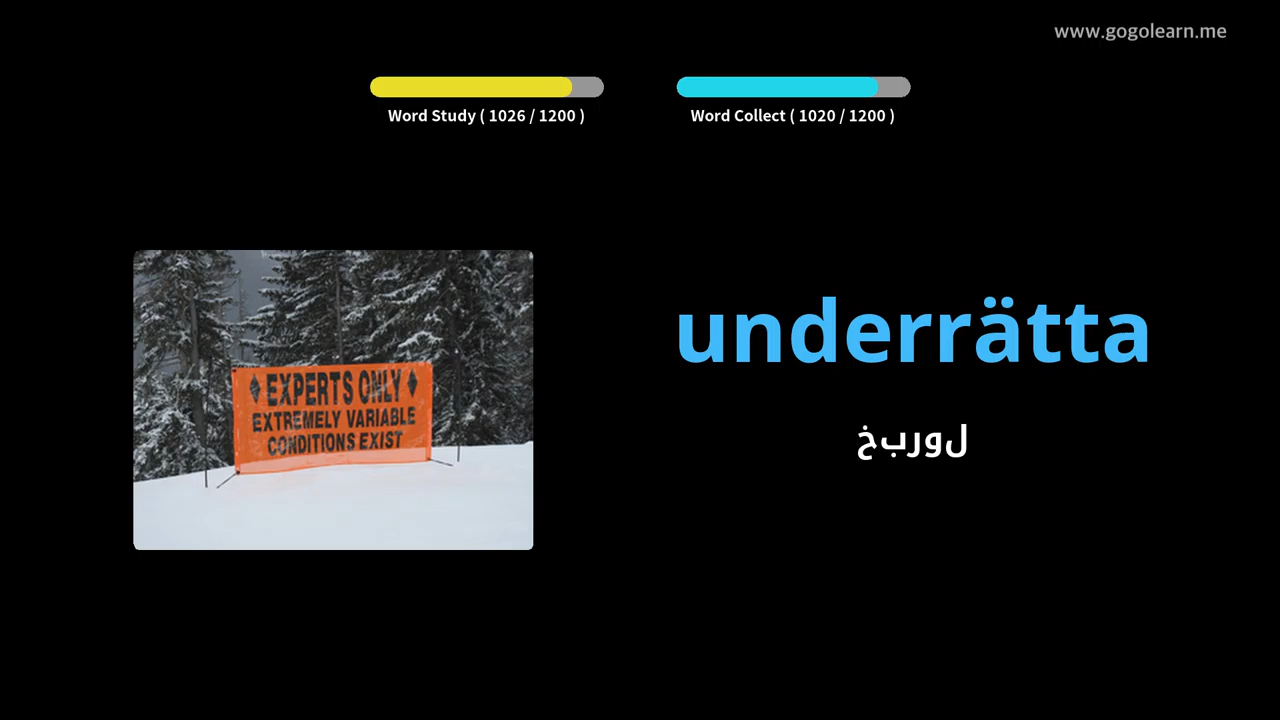 www.gogolearn.me
Word Study ( 1026 / 1200 )
Word Collect ( 1020 / 1200 )
EXPERTS ONLY
EXTREMELY VARIABLE
CONDITIONS EXIST
underrätta
خبرول